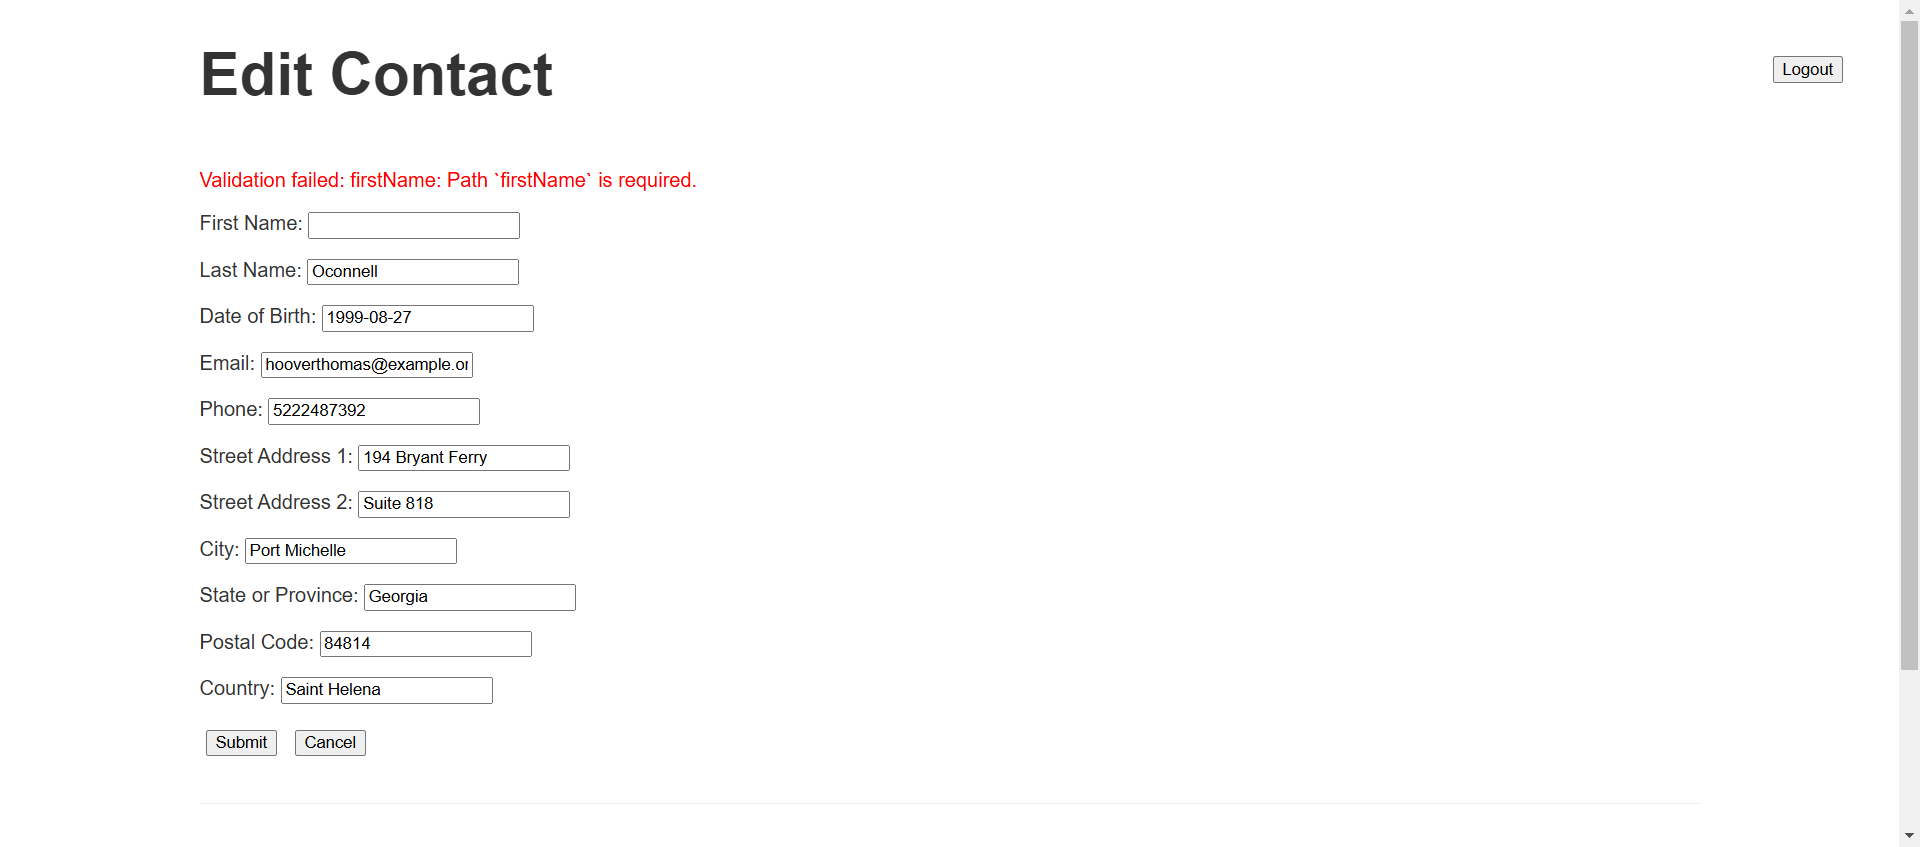 Edit Contact
Logout
Validation failed: firstName: Path `firstName` is required.
First Name:
Last Name: Oconnell
Date of Birth: 1999-08-27
Email: hooverthomas@example.or
Phone: 5222487392
Street Address 1: 194 Bryant Ferry
Street Address 2: Suite 818
City: Port Michelle
State or Province: Georgia
Postal Code: 84814
Country: Saint Helena
Submit Cancel